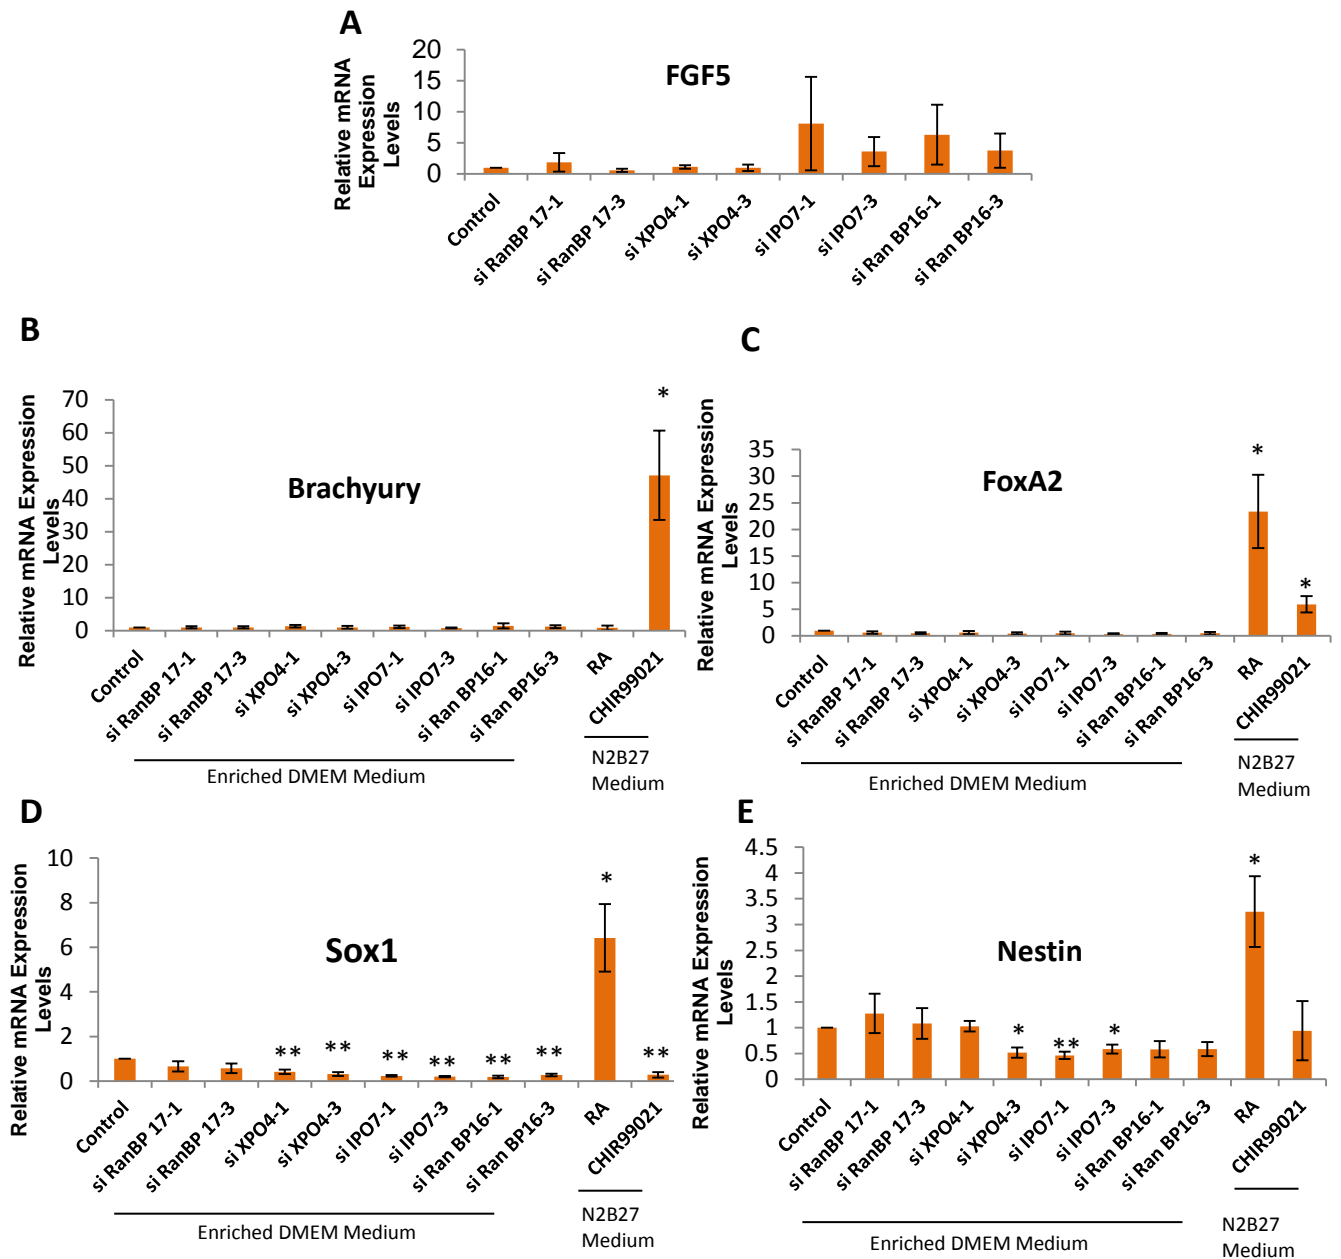 A
FGF5
Relative mRNA
Expression
Levels
20
15
10
5
0
Control
si RanBP 17-1
si RanBP 17-3
si XPO4-1
si XPO4-3
si IPO7-1
si IPO7-3
si Ran BP16-1
si Ran BP16-3
B
Brachyury
Relative mRNA Expression
Levels
70
60
50
40
30
20
10
0
*
Control
si RanBP 17-1
si RanBP 17-3
si XPO4-1
si XPO4-3
si IPO7-1
si IPO7-3
si Ran BP16-1
si Ran BP16-3
RA
CHIR99021
Enriched DMEM Medium
N2B27
Medium
C
FoxA2
Relative mRNA Expression
Levels
35
30
25
20
15
10
5
0
*
*
Control
si RanBP 17-1
si RanBP 17-3
si XPO4-1
si XPO4-3
si IPO7-1
si IPO7-3
si Ran BP16-1
si Ran BP16-3
RA
CHIR99021
Enriched DMEM Medium
N2B27
Medium
D
Sox1
Relative mRNA Expression
Levels
10
8
6
4
2
0
**
**
**
**
**
**
*
**
Control
si RanBP 17-1
si RanBP 17-3
si XPO4-1
si XPO4-3
si IPO7-1
si IPO7-3
si Ran BP16-1
si Ran BP16-3
RA
CHIR99021
Enriched DMEM Medium
N2B27
Medium
E
Nestin
Relative mRNA Expression
Levels
4.5
4
3.5
3
2.5
2
1.5
1
0.5
0
*
**
*
*
Control
si RanBP 17-1
si RanBP 17-3
si XPO4-1
si XPO4-3
si IPO7-1
si IPO7-3
si Ran BP16-1
si Ran BP16-3
RA
CHIR99021
Enriched DMEM Medium
N2B27
Medium